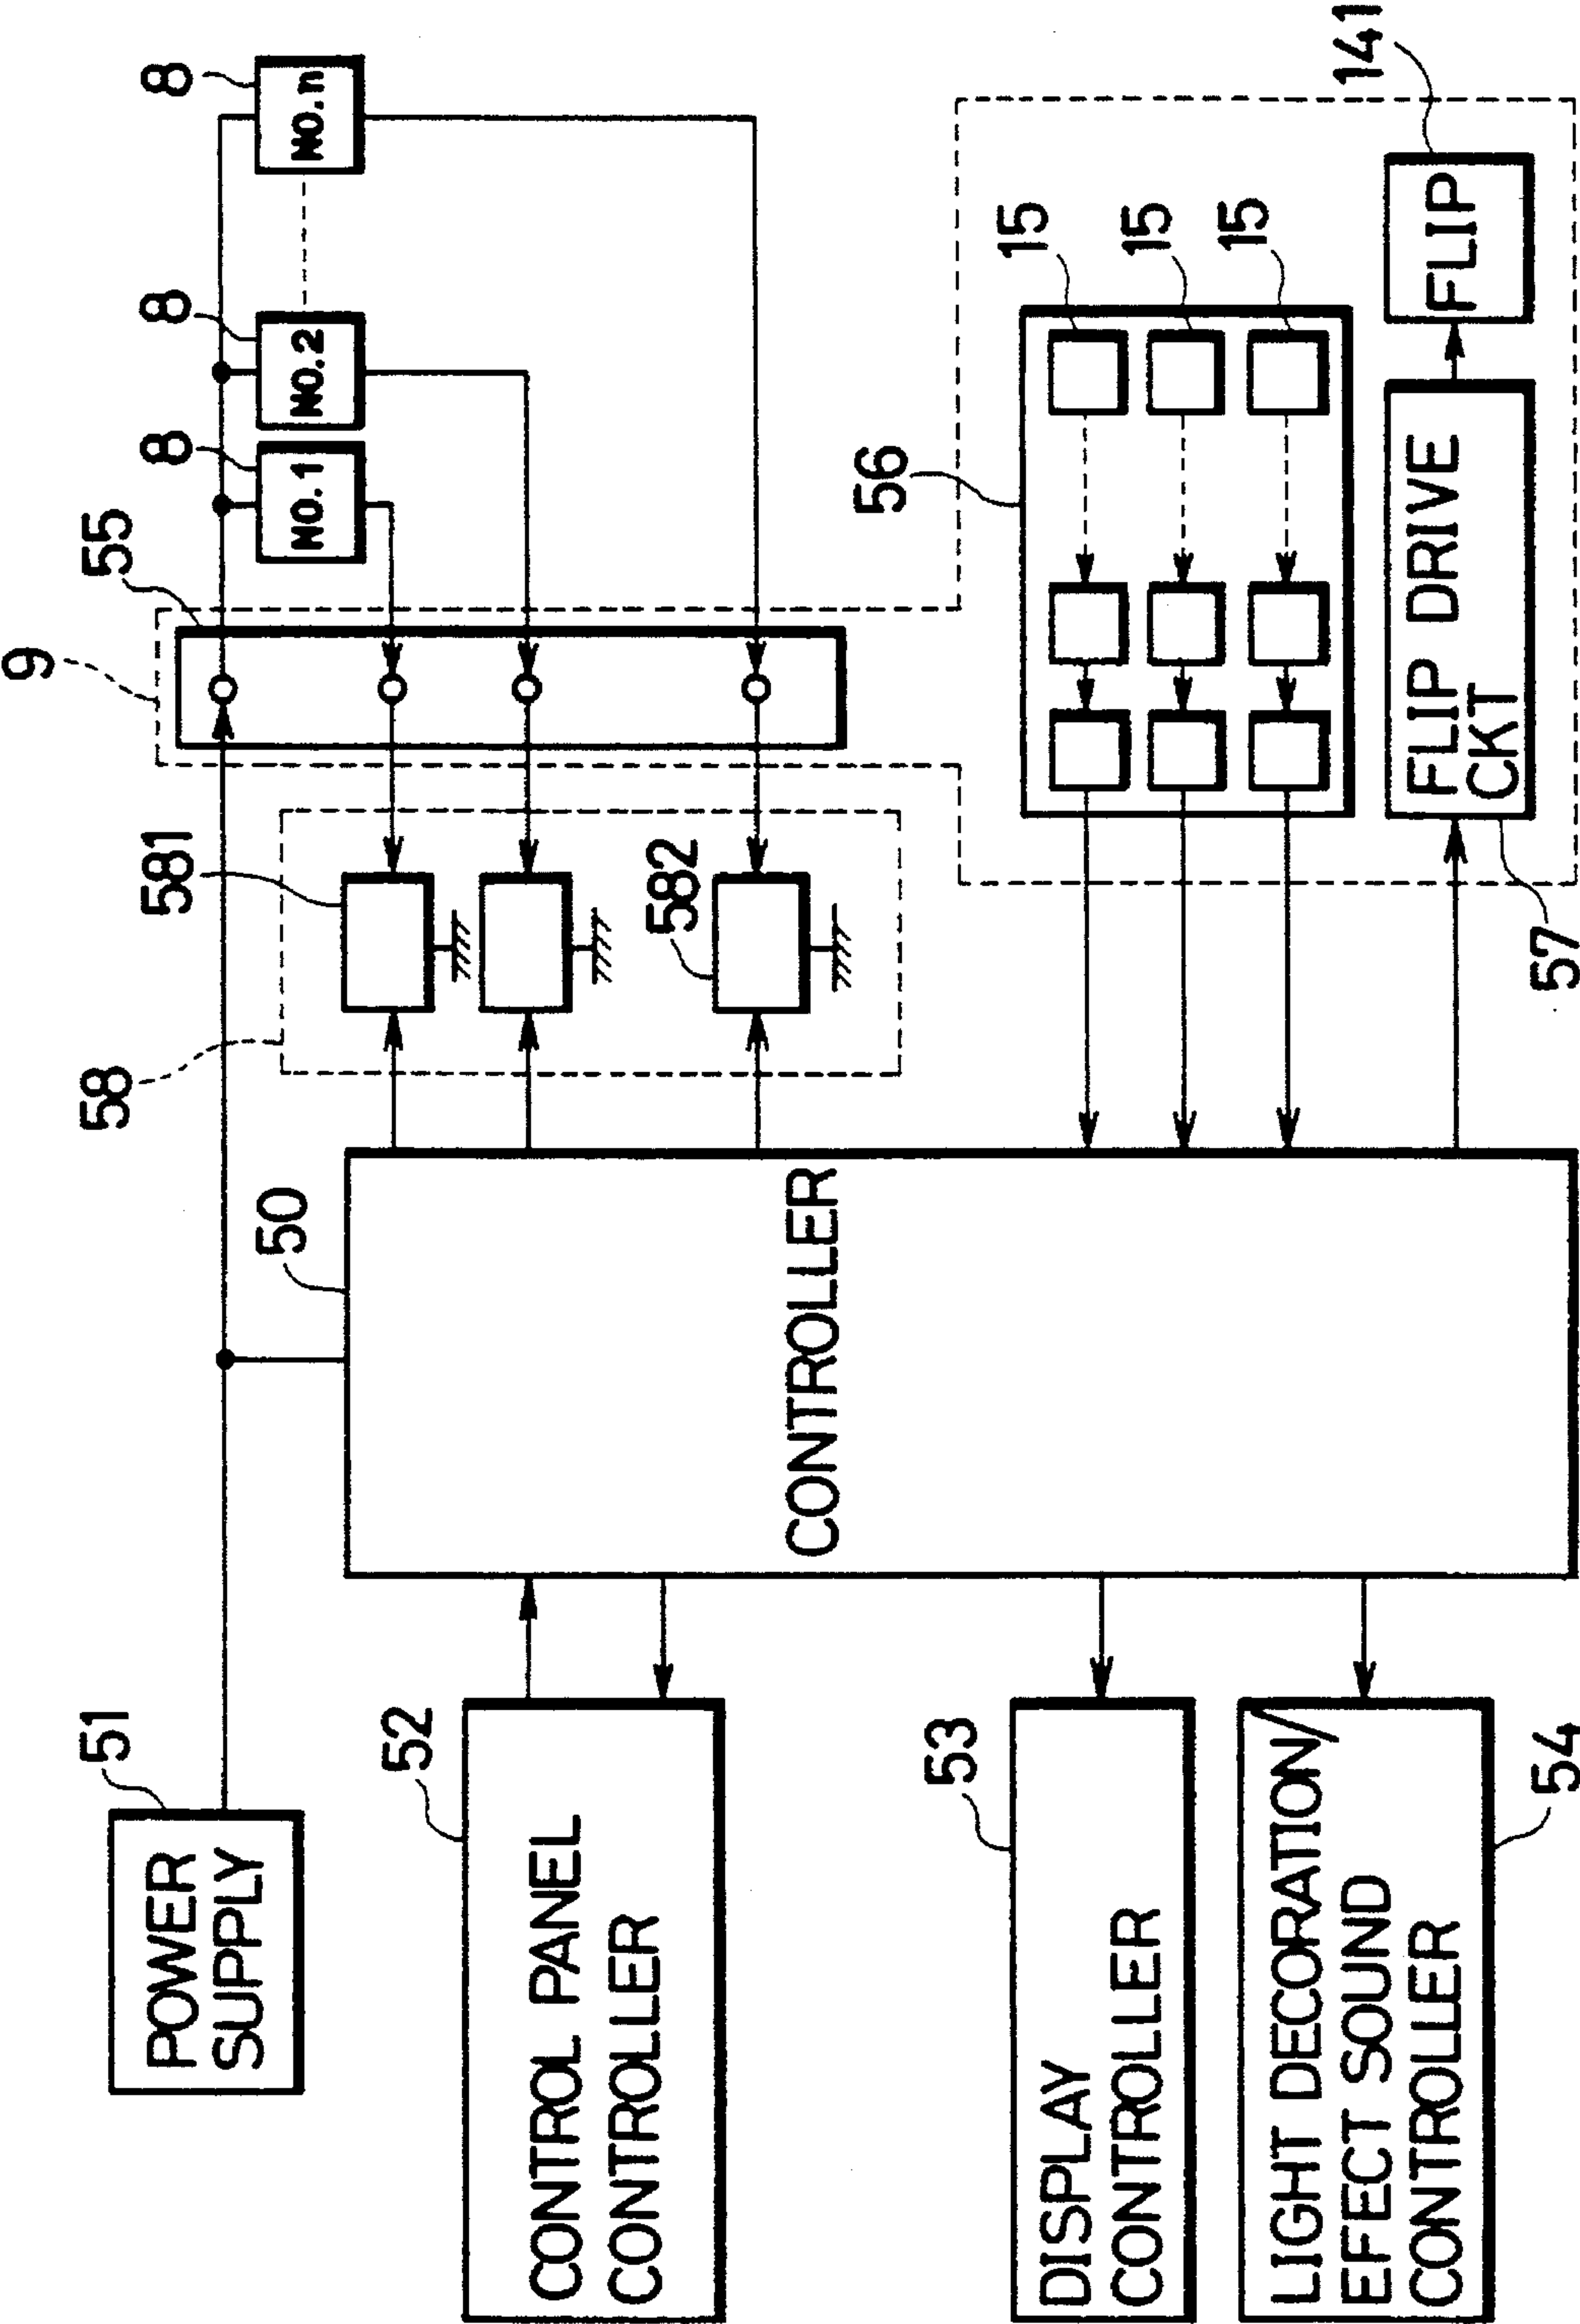 51
POWER
SUPPLY
52
CONTROL PANEL
CONTROLLER
53
DISPLAY
CONTROLLER
LIGHT DECORATION/
EFFECT SOUND
CONTROLLER
54
50
CONTROLLER
58
581
582
9
55
8
NO.1
8
NO.2
8
NO.n
56
15
15
15
FLIP DRIVE
CKT
57
FLIP
141